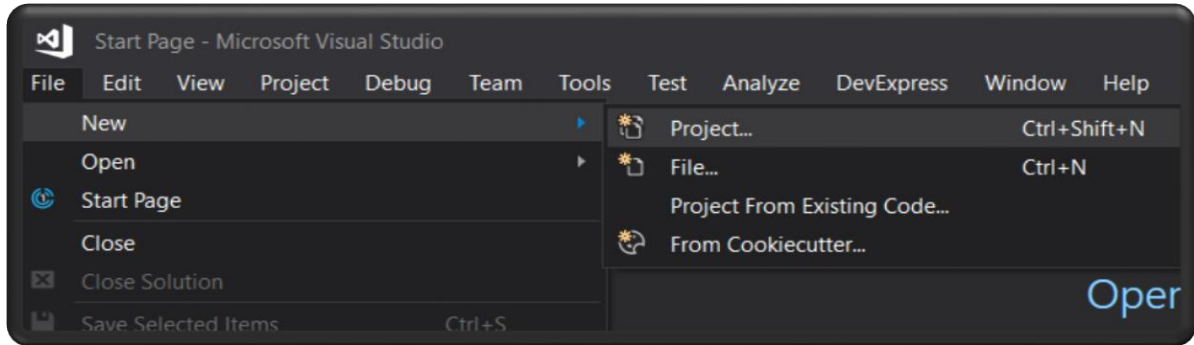 Start Page - Microsoft Visual Studio
File Edit View Project Debug Team Tools Test Analyze DevExpress Window Help
New
Open
Start Page
Close
Close Solution
Save Selected Items Ctrl+S
Project... Ctrl+Shift+N
File... Ctrl+N
Project From Existing Code...
From Cookiecutter...
Oper